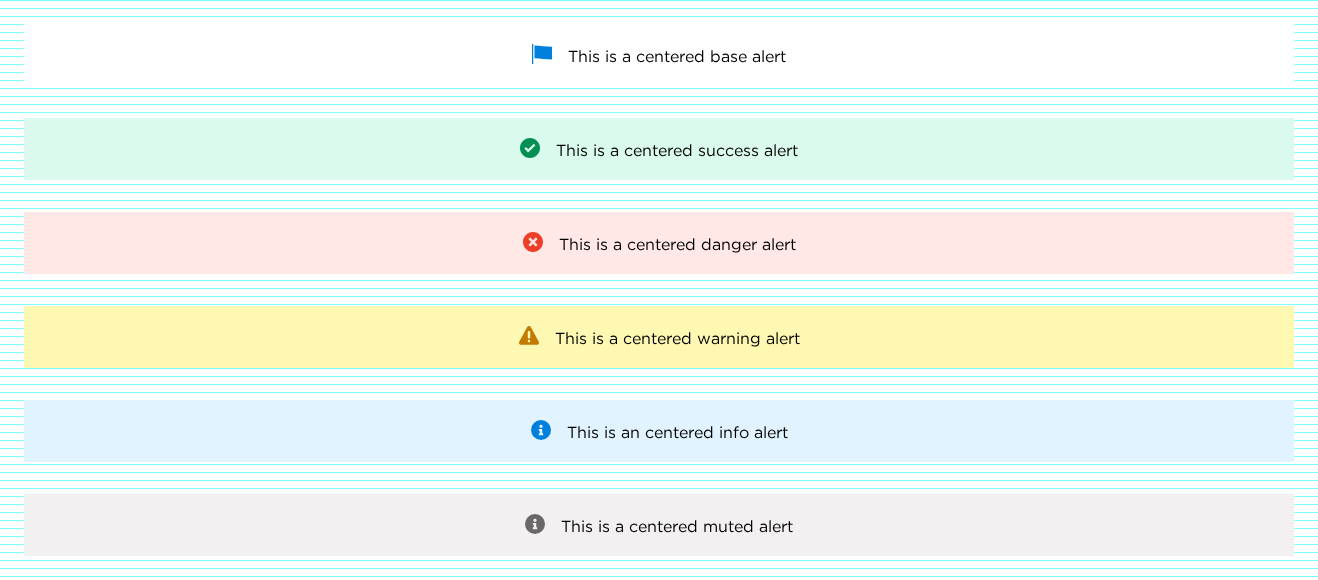 This is a centered base alert
This is a centered success alert
This is a centered danger alert
This is a centered warning alert
This is an centered info alert
This is a centered muted alert